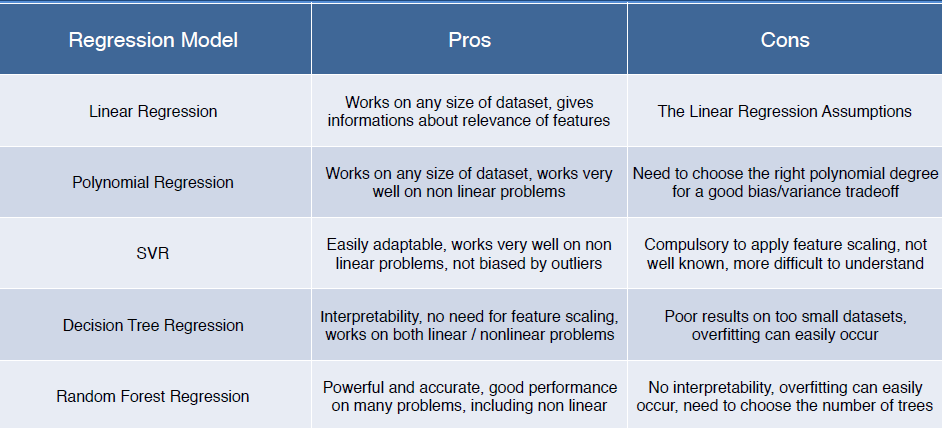 Regression Model
Pros
Cons
Linear Regression
Works on any size of dataset, gives
informations about relevance of features
The Linear Regression Assumptions
Polynomial Regression
Works on any size of dataset, works very
well on non linear problems
Need to choose the right polynomial degree
for a good bias/variance tradeoff
SVR
Easily adaptable, works very well on non
linear problems, not biased by outliers
Compulsory to apply feature scaling, not
well known, more difficult to understand
Decision Tree Regression
Interpretability, no need for feature scaling,
works on both linear / nonlinear problems
Poor results on too small datasets,
overfitting can easily occur
Random Forest Regression
Powerful and accurate, good performance
on many problems, including non linear
No interpretability, overfitting can easily
occur, need to choose the number of trees